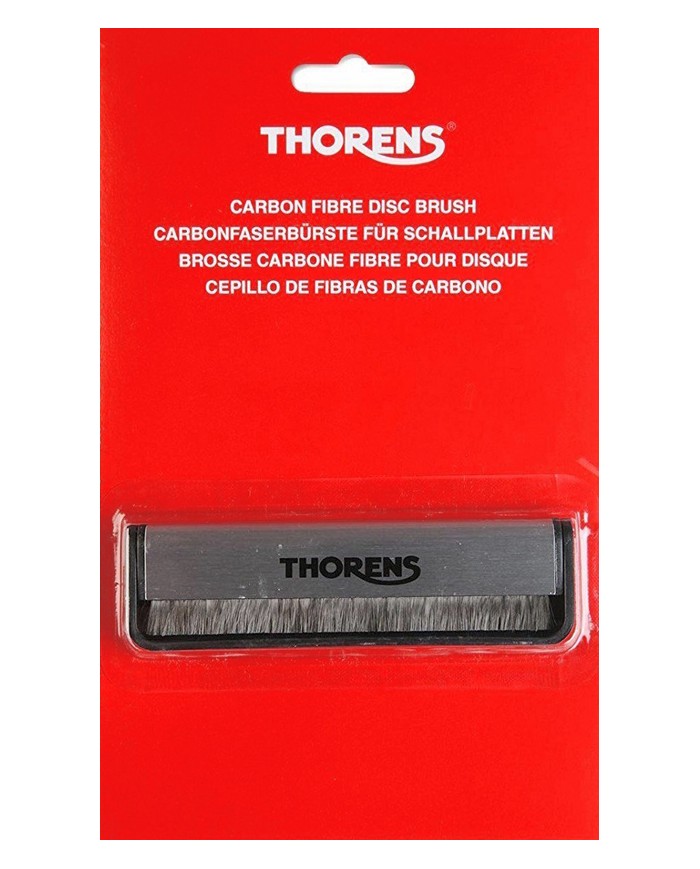 THORENS®
CARBON FIBRE DISC BRUSH
CARBONFASERBÜRSTE FÜR SCHALLPLATTEN
BROSSE CARBONE FIBRE POUR DISQUE
CEPILLO DE FIBRAS DE CARBONO
THORENS